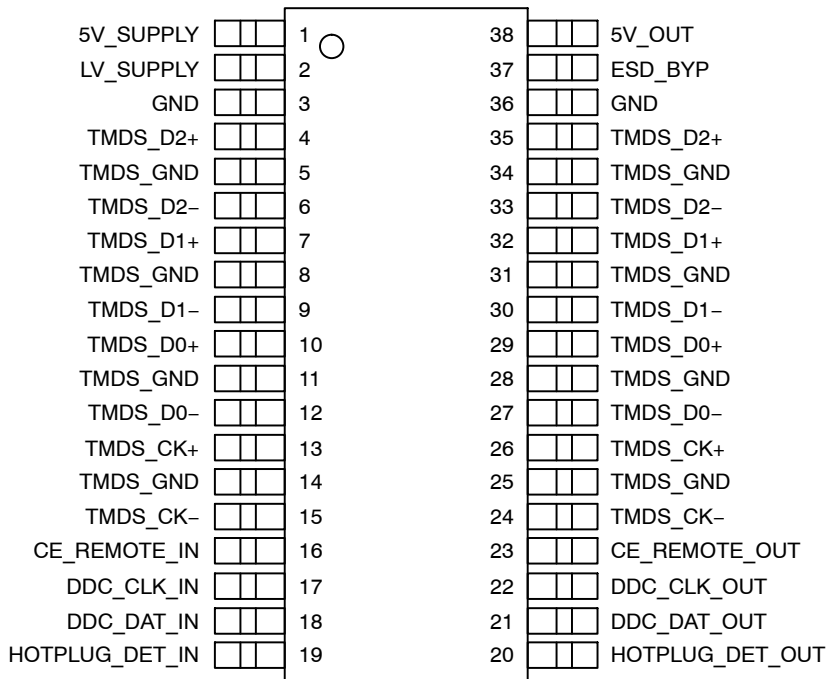 5V_SUPPLY 1 38 5V_OUT
LV_SUPPLY 2 37 ESD_BYP
GND 3 36 GND
TMDS_D2+ 4 35 TMDS_D2+
TMDS_GND 5 34 TMDS_GND
TMDS_D2− 6 33 TMDS_D2−
TMDS_D1+ 7 32 TMDS_D1+
TMDS_GND 8 31 TMDS_GND
TMDS_D1− 9 30 TMDS_D1−
TMDS_D0+ 10 29 TMDS_D0+
TMDS_GND 11 28 TMDS_GND
TMDS_D0− 12 27 TMDS_D0−
TMDS_CK+ 13 26 TMDS_CK+
TMDS_GND 14 25 TMDS_GND
TMDS_CK− 15 24 TMDS_CK−
CE_REMOTE_IN 16 23 CE_REMOTE_OUT
DDC_CLK_IN 17 22 DDC_CLK_OUT
DDC_DAT_IN 18 21 DDC_DAT_OUT
HOTPLUG_DET_IN 19 20 HOTPLUG_DET_OUT